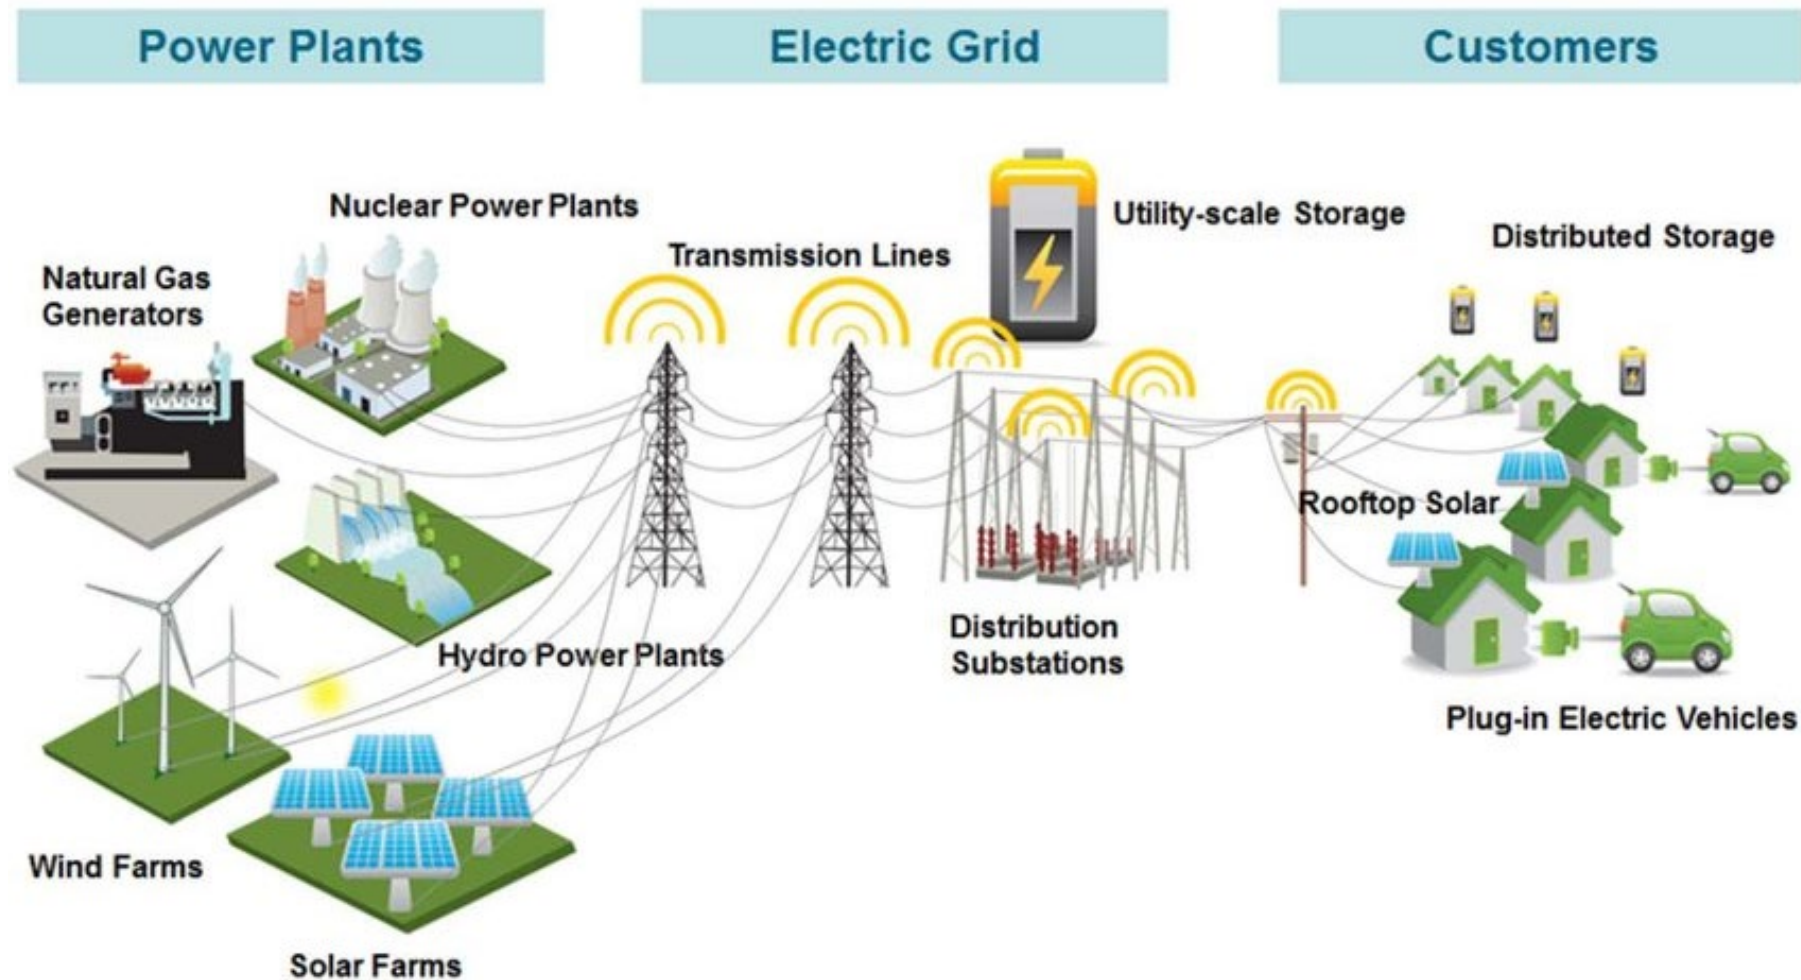 Power Plants
Electric Grid
Customers
Nuclear Power Plants
Natural Gas
Generators
Transmission Lines
Utility-scale Storage
Distributed Storage
Rooftop Solar
Hydro Power Plants
Distribution
Substations
Plug-in Electric Vehicles
Wind Farms
Solar Farms